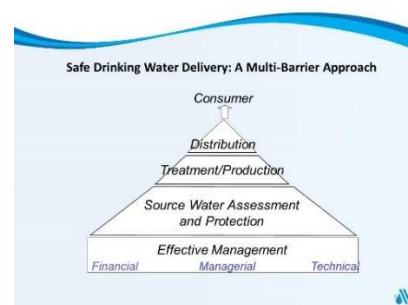 Safe Drinking Water Delivery: A Multi-Barrier Approach
Consumer
Distribution
Treatment/Production
Source Water Assessment
and Protection
Effective Management
Financial Managerial Technical